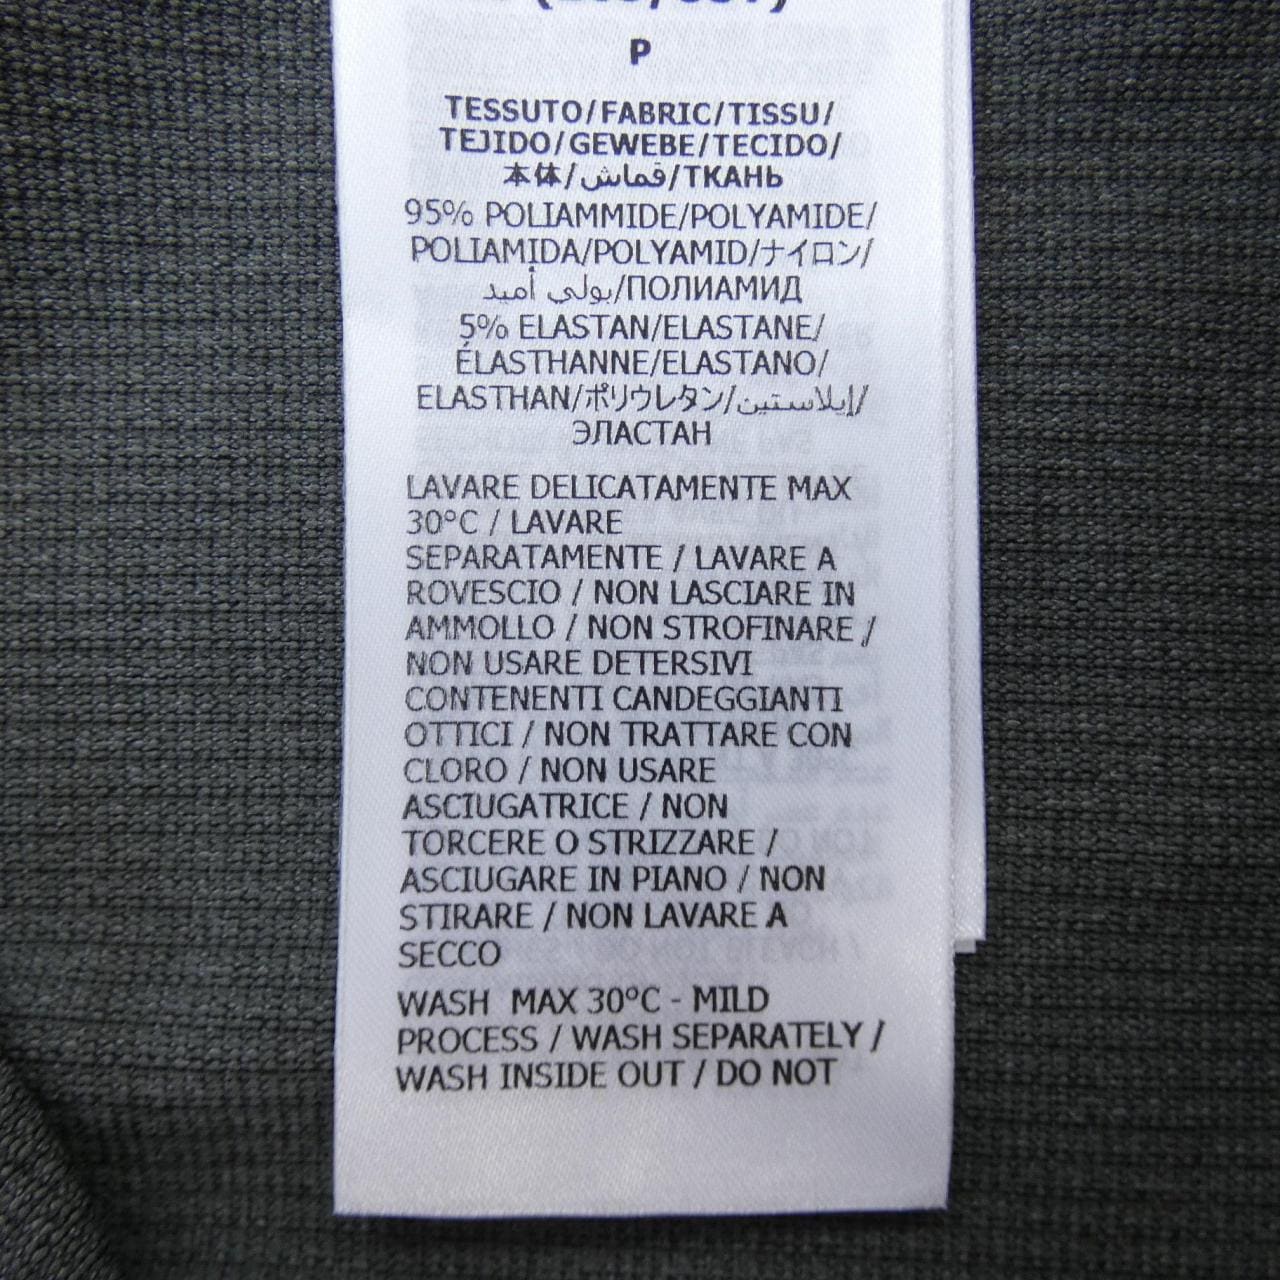 P
TESSUTO/FABRIC/TISSU/
TEJIDO/GEWEBE/TECIDO/
本体/قماش/ТКАНЬ
95% POLIAMMIDE/POLYAMIDE/
POLIAMIDA/POLYAMID/ナイロン/
بولي أميد/ПОЛИАМИД
5% ELASTAN/ELASTANE/
ÉLASTHANNE/ELASTANO/
ELASTHAN/ポリウレタン/إيلاستين/
ЭЛАСТАН
LAVARE DELICATAMENTE MAX
30°C / LAVARE
SEPARATAMENTE / LAVARE A
ROVESCIO / NON LASCIARE IN
AMMOLLO / NON STROFINARE /
NON USARE DETERSIVI
CONTENENTI CANDEGGIANTI
OTTICI / NON TRATTARE CON
CLORO / NON USARE
ASCIUGATRICE / NON
TORCERE O STRIZZARE /
ASCIUGARE IN PIANO / NON
STIRARE / NON LAVARE A
SECCO
WASH MAX 30°C - MILD
PROCESS / WASH SEPARATELY /
WASH INSIDE OUT / DO NOT